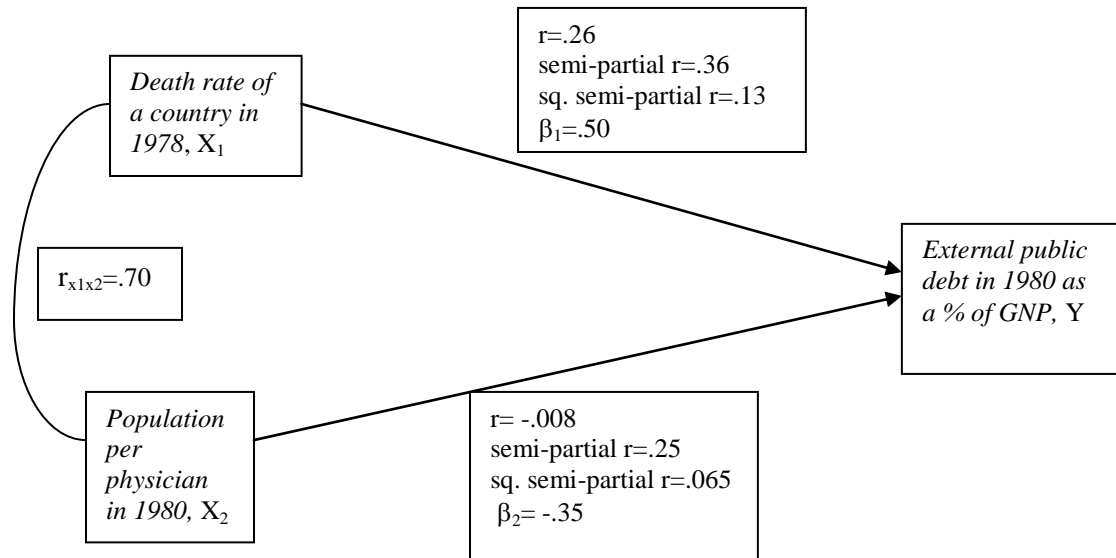 r=.26
semi-partial r=.36
sq. semi-partial r=.13
β₁=.50
Death rate of
a country in
1978, X₁
External public
debt in 1980 as
a % of GNP, Y
rₓ₁ₓ₂=.70
Population
per
physician
in 1980, X₂
r= -.008
semi-partial r=.25
sq. semi-partial r=.065
β₂= -.35